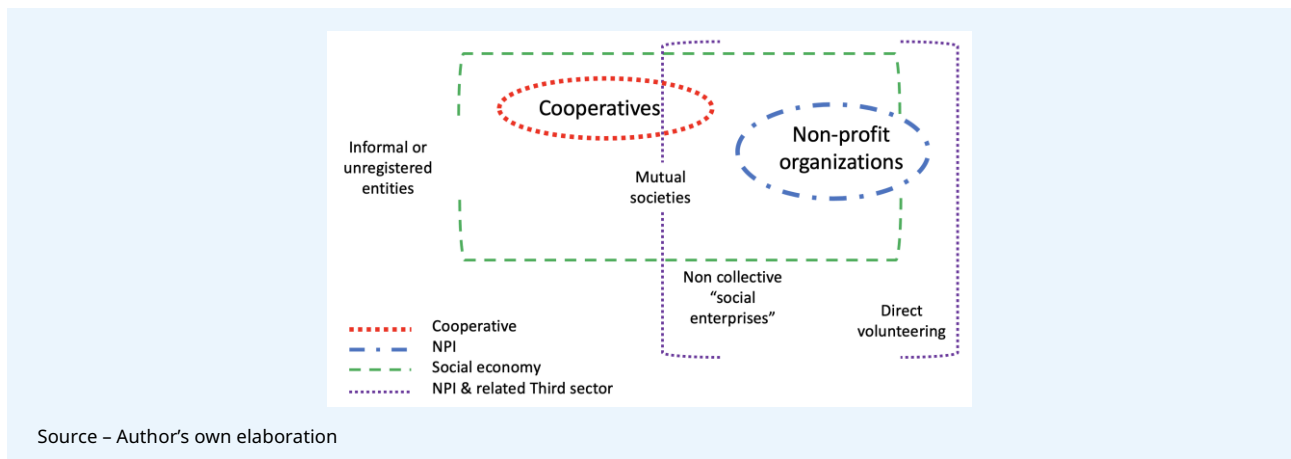 Cooperatives
Non-profit
organizations
Informal or
unregistered
entities
Mutual
societies
Non collective
“social
enterprises”
Direct
volunteering
Cooperative
NPI
Social economy
NPI & related Third sector
Source – Author’s own elaboration